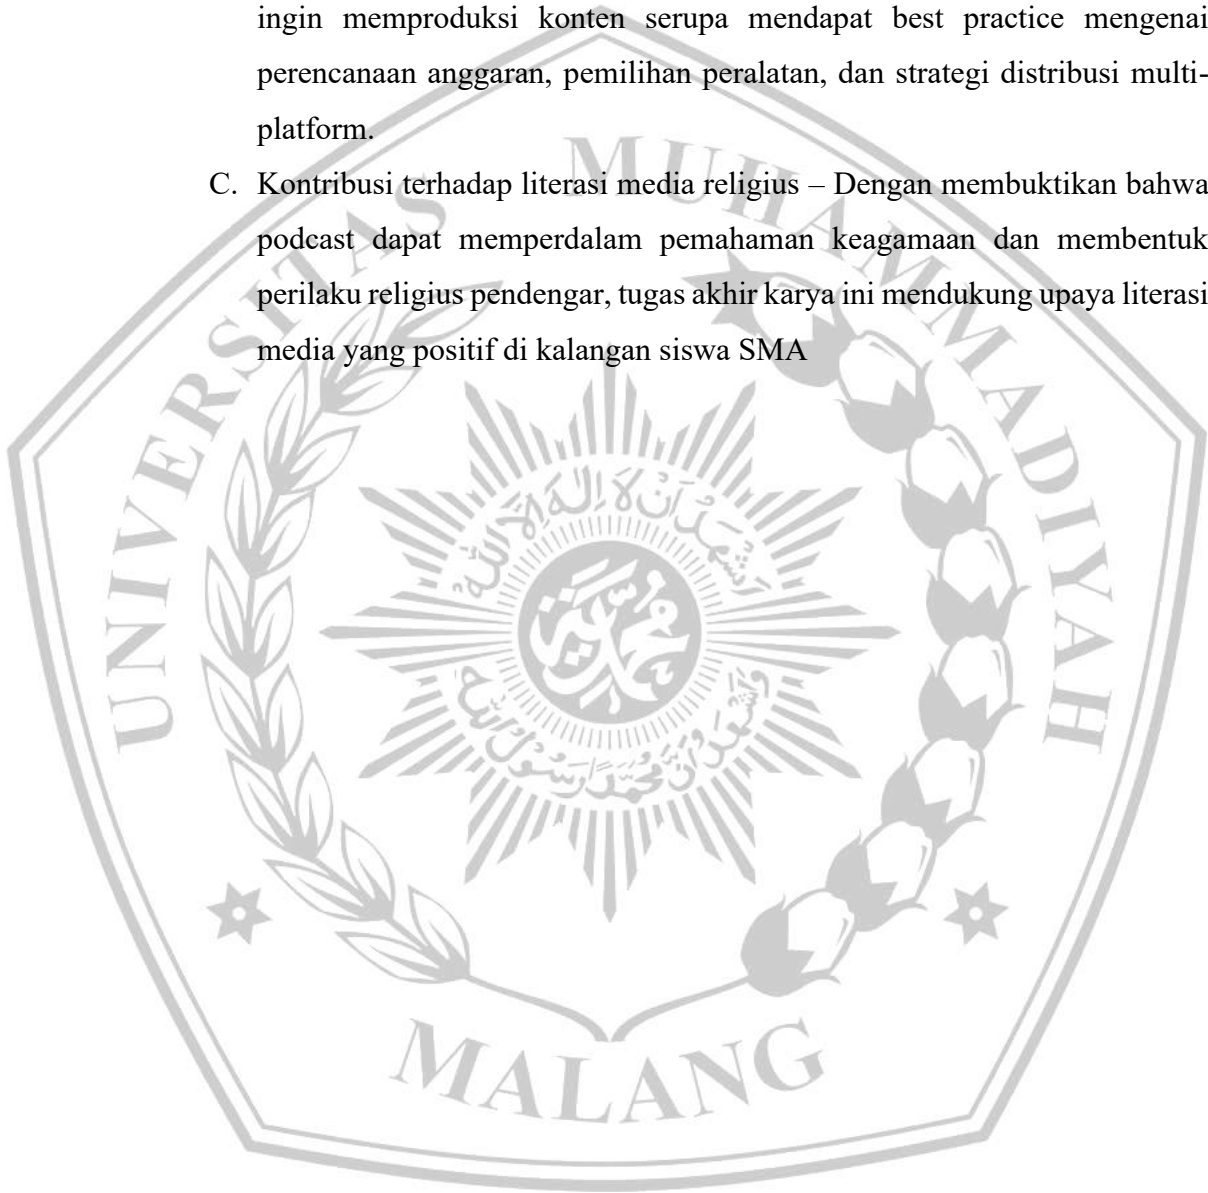 ingin memproduksi konten serupa mendapat best practice mengenai
perencanaan anggaran, pemilihan peralatan, dan strategi distribusi multi-
platform.
C. Kontribusi terhadap literasi media religius – Dengan membuktikan bahwa
podcast dapat memperdalam pemahaman keagamaan dan membentuk
perilaku religius pendengar, tugas akhir karya ini mendukung upaya literasi
media yang positif di kalangan siswa SMA
UNIVERSITAS MUHAMMADIYAH
MALANG